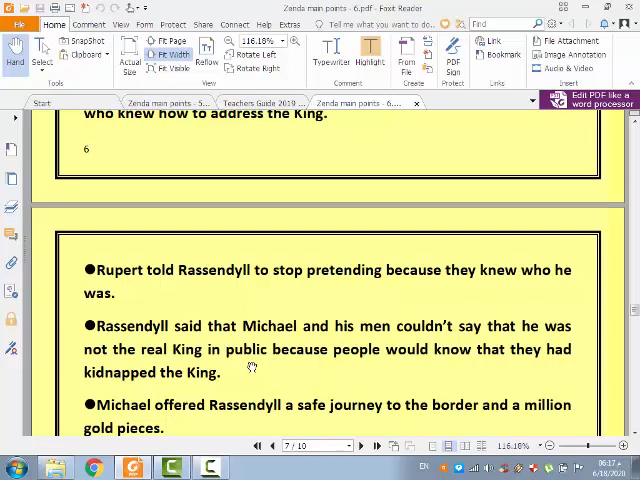 Zenda main points - 6.pdf - Foxit Reader
File Home Comment View Form Protect Share Connect Help Extras Tell me what you want to do... Find
Hand
Select
SnapShot
Clipboard
Actual Size
Fit Page
Fit Width
Fit Visible
Reflow
116.18%
Rotate Left
Rotate Right
Typewriter
Highlight
From File
PDF Sign
Link
Bookmark
File Attachment
Image Annotation
Audio & Video
Tools View Comment Create Protect Links Insert
Start Zenda main points - 5... Teachers Guide 2019 ... Zenda main points - 6....
Edit PDF like a word processor
who knew how to address the King.
6
●Rupert told Rassendyll to stop pretending because they knew who he
was.
●Rassendyll said that Michael and his men couldn't say that he was
not the real King in public because people would know that they had
kidnapped the King.
●Michael offered Rassendyll a safe journey to the border and a million
gold pieces.
7 / 10 116.18%
EN 06:17 م
6/18/2020